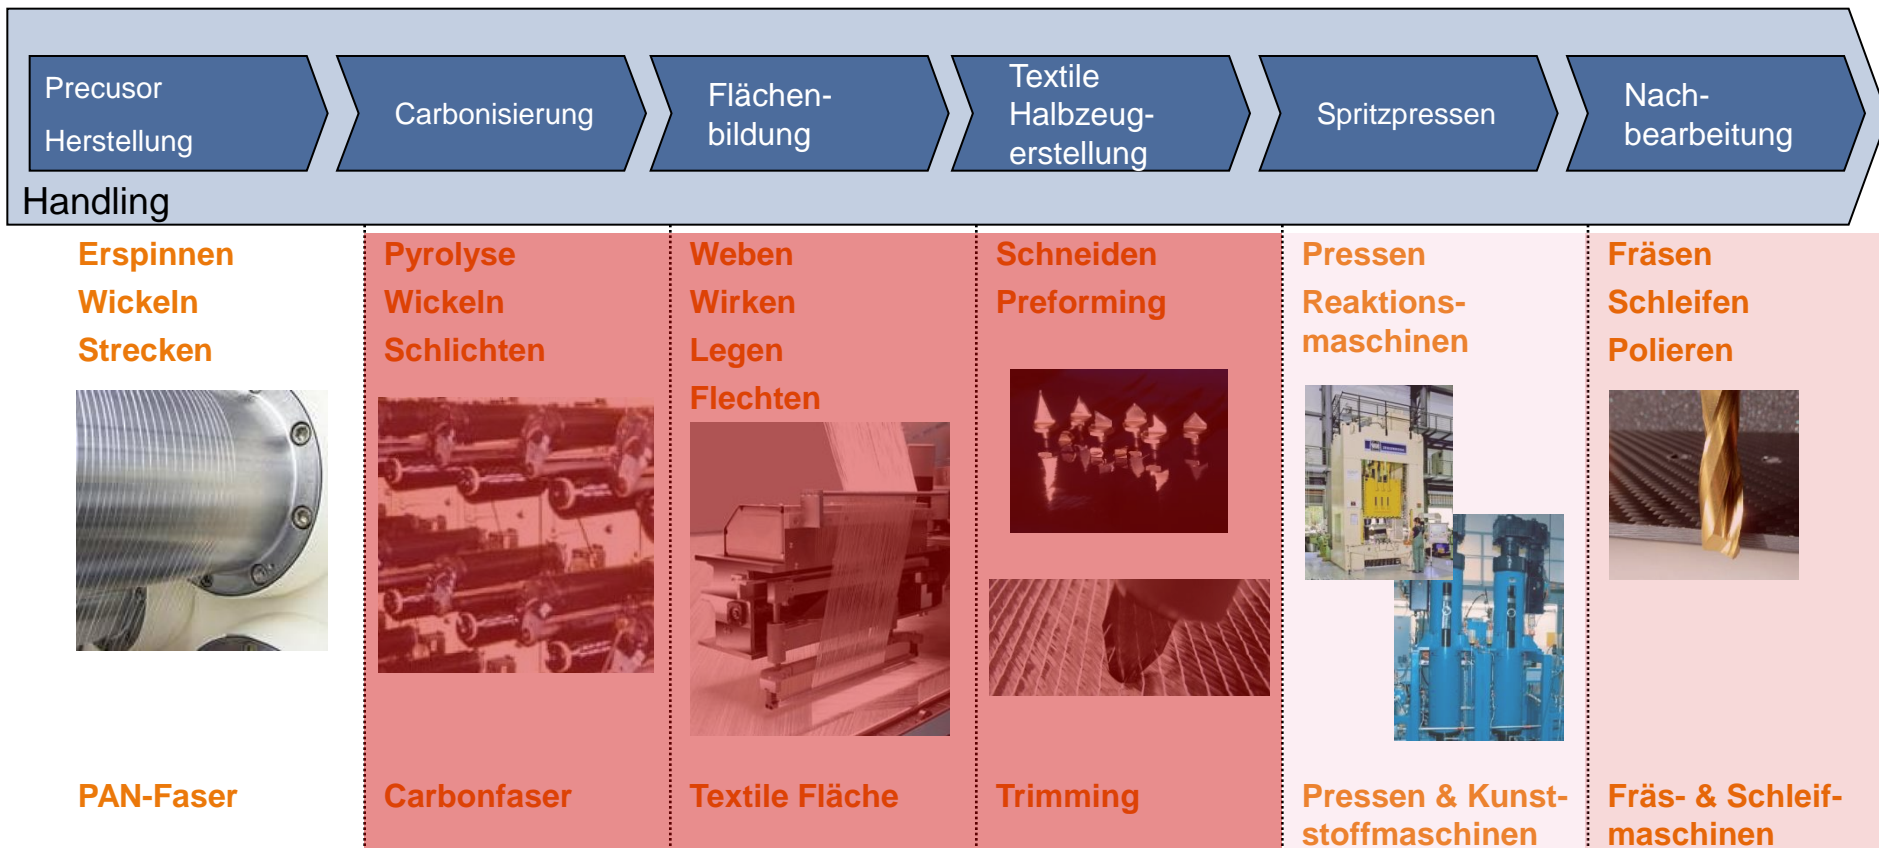 Precusor
Herstellung
Carbonisierung
Flächen-
bildung
Textile
Halbzeug-
erstellung
Spritzpressen
Nach-
bearbeitung
Handling
Erspinnen
Wickeln
Strecken
PAN-Faser
Pyrolyse
Wickeln
Schlichten
Carbonfaser
Weben
Wirken
Legen
Flechten
Textile Fläche
Schneiden
Preforming
Trimming
Pressen
Reaktions-
maschinen
Pressen & Kunst-
stoffmaschinen
Fräsen
Schleifen
Polieren
Fräs- & Schleif-
maschinen